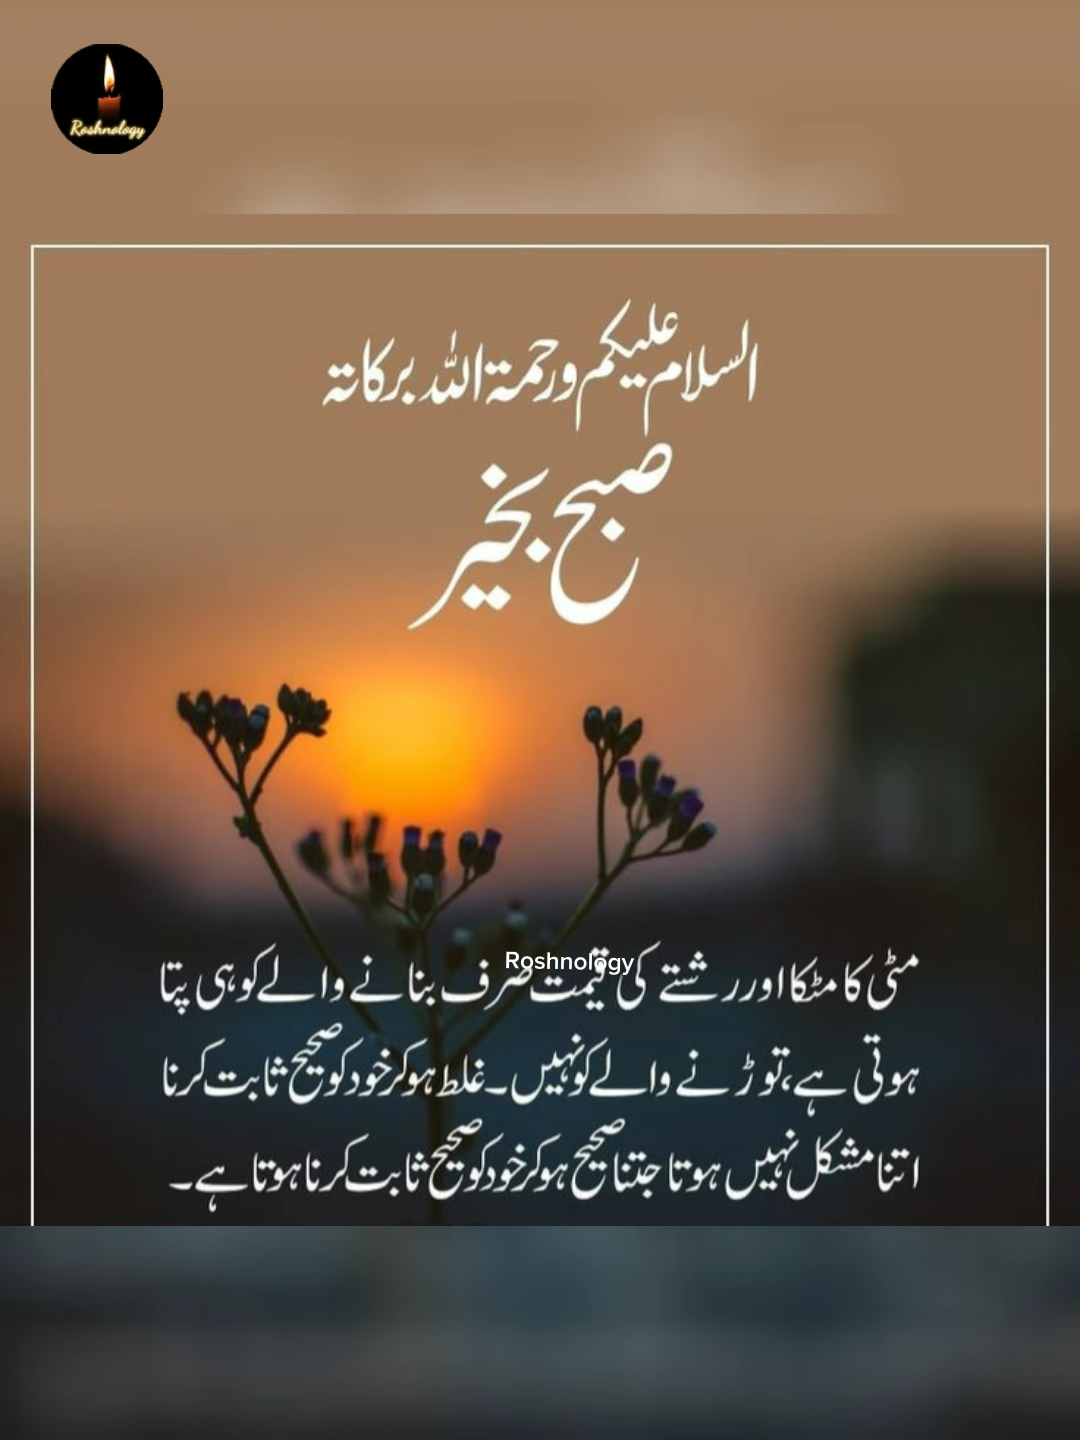 Roshnology
السلام علیکم ورحمۃ اللہ برکاتہ
صبح بخیر
Roshnology
مٹی کا مٹکا اور رشتے کی قیمت صرف بنانے والے کو ہی پتا
ہوتی ہے، توڑنے والے کو نہیں۔ غلط ہو کر خود کو صحیح ثابت کرنا
اتنا مشکل نہیں ہوتا جتنا صحیح ہو کر خود کو صحیح ثابت کرنا ہوتا ہے۔